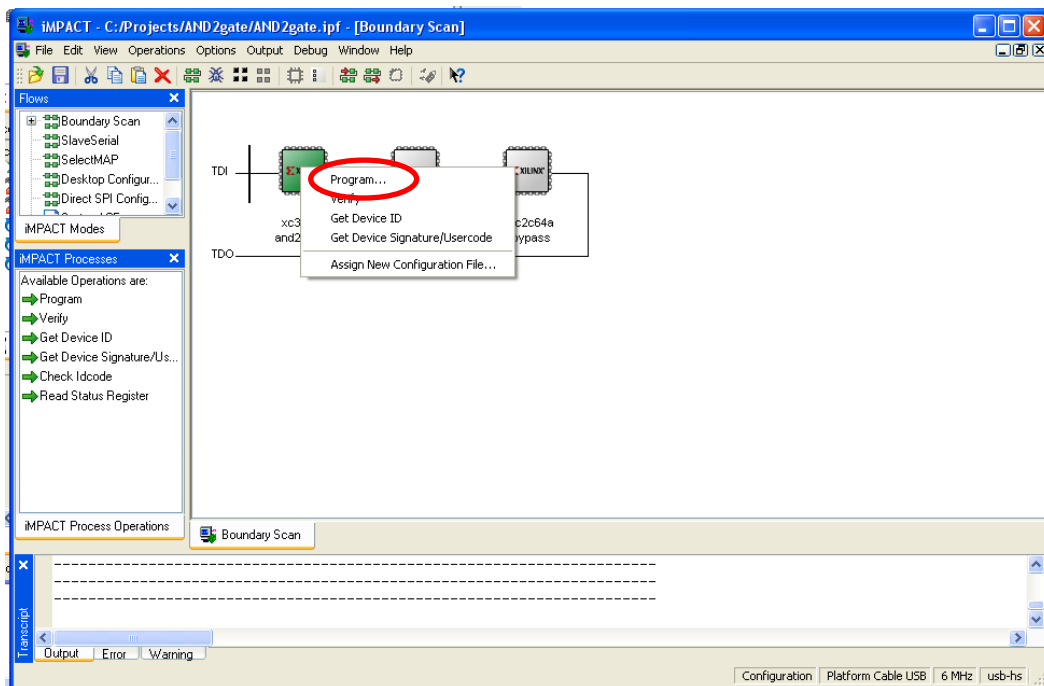 iMPACT - C:/Projects/AND2gate/AND2gate.ipf - [Boundary Scan]
File Edit View Operations Options Output Debug Window Help
Flows
Boundary Scan
SlaveSerial
SelectMAP
Desktop Configur...
Direct SPI Config...
iMPACT Modes
iMPACT Processes
Available Operations are:
Program
Verify
Get Device ID
Get Device Signature/Us...
Check Idcode
Read Status Register
iMPACT Process Operations
TDI
XILINX
xc3
and2
c2c64a
ypass
TDO
Program...
Verify
Get Device ID
Get Device Signature/Usercode
Assign New Configuration File...
Boundary Scan
Transcript
Output Error Warning
Configuration Platform Cable USB 6 MHz usb-hs